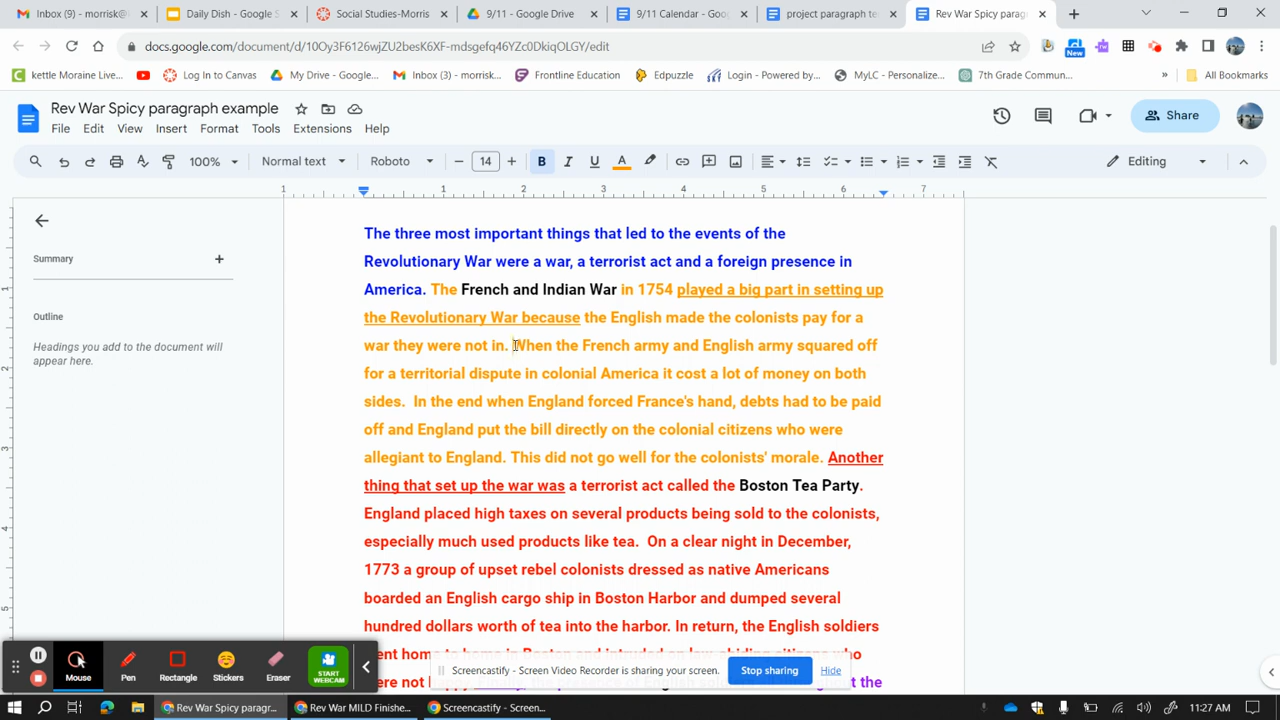 Inbox (9) - morrisk@
Daily Dish - Google S
Social Studies-Morris
9/11 - Google Drive
9/11 Calendar - Goog
project paragraph te
Rev War Spicy parag
docs.google.com/document/d/10Oy3F6126wjZU2besK6XF-mdsgefq46YZc0DkiqOLGY/edit
New
kettle Moraine Live...
Log In to Canvas
My Drive - Google...
Inbox (3) - morrisk...
Frontline Education
Edpuzzle
Login - Powered by...
MyLC - Personalize...
7th Grade Commun...
»
All Bookmarks
Rev War Spicy paragraph example
File Edit View Insert Format Tools Extensions Help
Share
100% Normal text Roboto − 14 + B I U A Editing
1 1 2 3 4 5 6 7
Summary +
Outline
Headings you add to the document will
appear here.
The three most important things that led to the events of the
Revolutionary War were a war, a terrorist act and a foreign presence in
America. The French and Indian War in 1754 played a big part in setting up
the Revolutionary War because the English made the colonists pay for a
war they were not in. When the French army and English army squared off
for a territorial dispute in colonial America it cost a lot of money on both
sides.  In the end when England forced France's hand, debts had to be paid
off and England put the bill directly on the colonial citizens who were
allegiant to England. This did not go well for the colonists' morale. Another
thing that set up the war was a terrorist act called the Boston Tea Party.
England placed high taxes on several products being sold to the colonists,
especially much used products like tea.  On a clear night in December,
1773 a group of upset rebel colonists dressed as native Americans
boarded an English cargo ship in Boston Harbor and dumped several
hundred dollars worth of tea into the harbor. In return, the English soldiers
Mouse Pen Rectangle Stickers Eraser START WEBCAM
Screencastify - Screen Video Recorder is sharing your screen. Stop sharing Hide
Rev War Spicy paragr...
Rev War MILD Finishe...
Screencastify - Screen...
11:27 AM